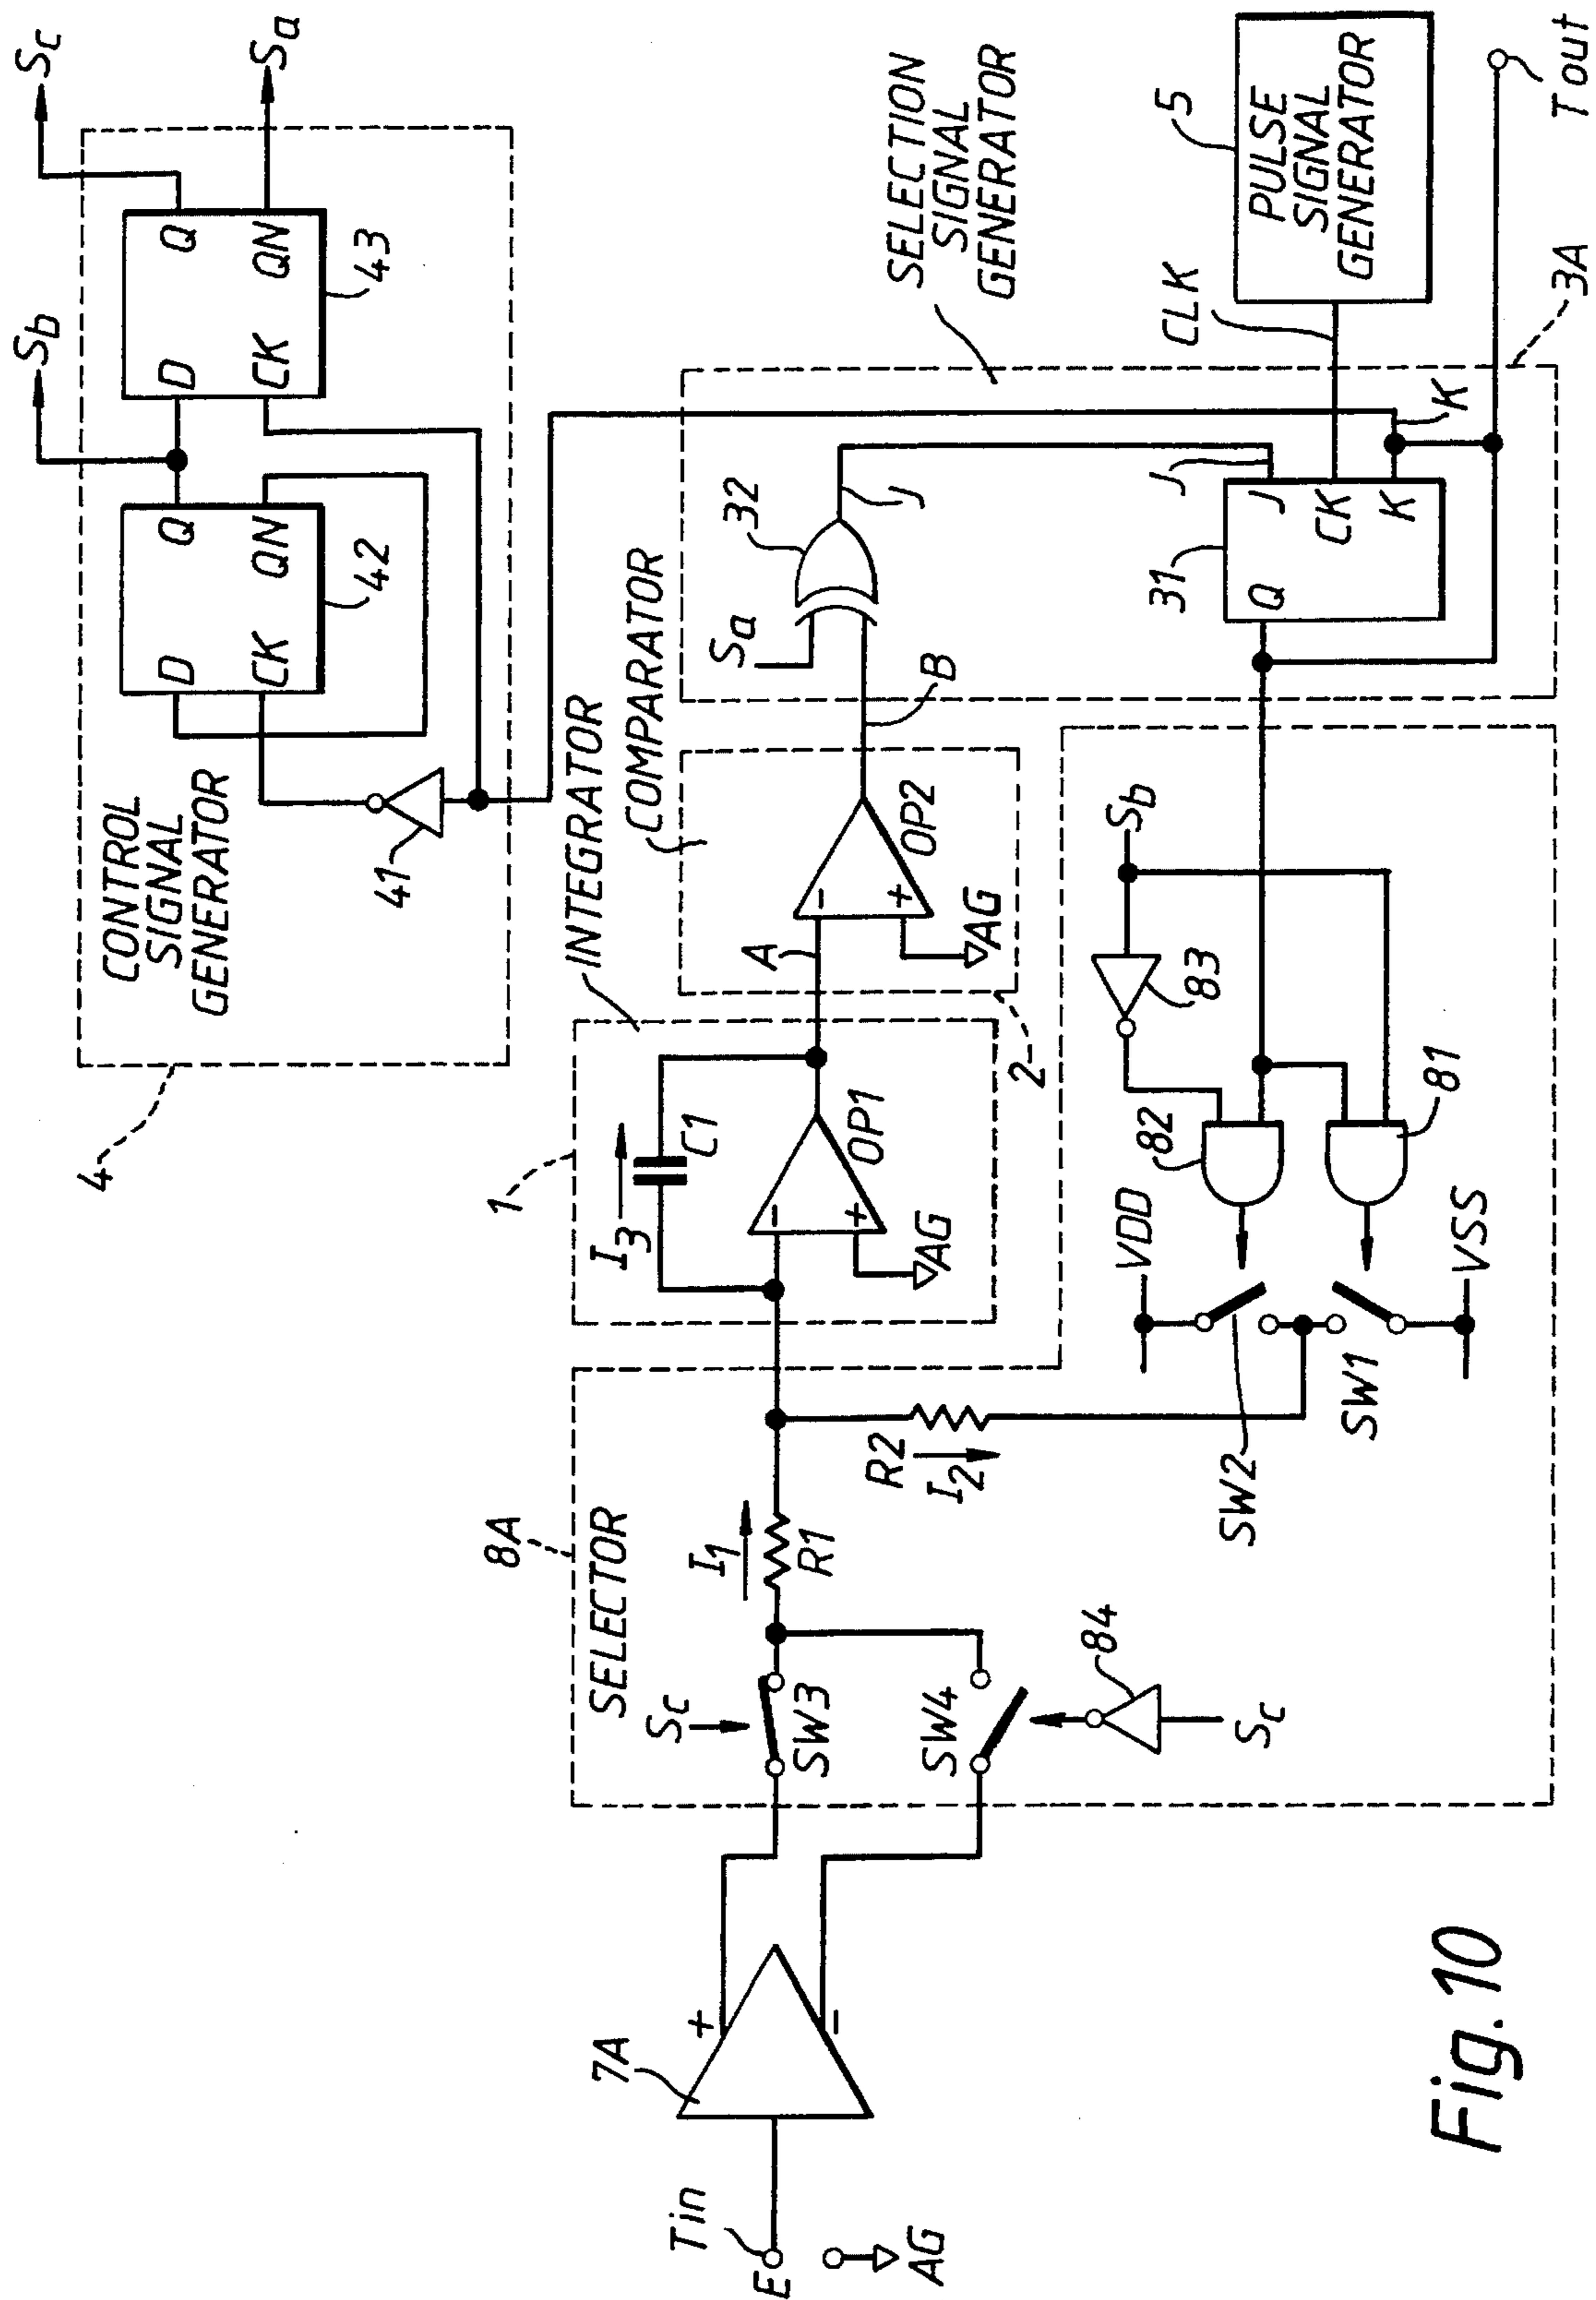 Sc
Sa
Sb
Q
QN
43
D
CK
Q
QN
42
D
CK
41
CONTROL
SIGNAL
GENERATOR
4
SELECTION
SIGNAL
GENERATOR
5
PULSE
SIGNAL
GENERATOR
CLK
Tout
3A
K
J
J
CK
K
31
Q
J
32
Sa
B
COMPARATOR
INTEGRATOR
OP2
A
AG
2
1
I3
C1
OP1
AG
Sb
83
82
81
VDD
VSS
SW2
SW1
8A
SELECTOR
I1
R1
R2
I2
Sc
SW3
SW4
84
Sc
7A
+
−
−
+
−
+
Tin
E
AG
Fig. 10